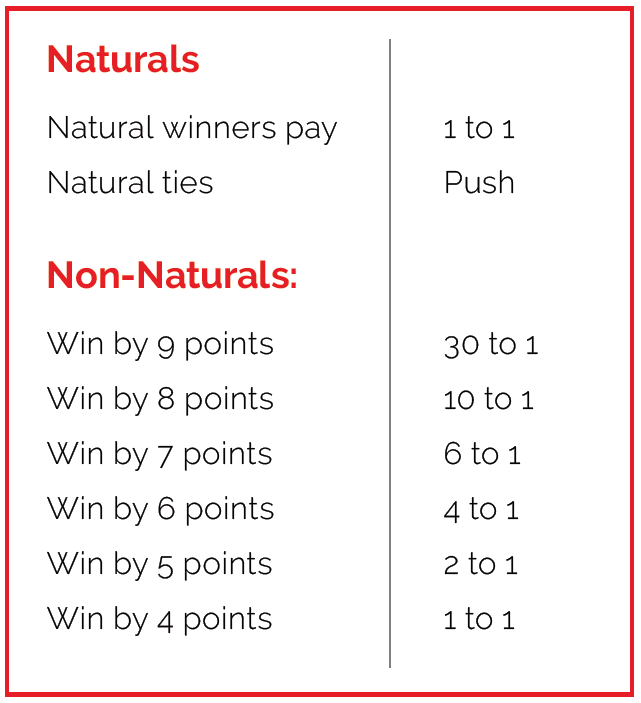 Naturals
Natural winners pay 1 to 1
Natural ties Push
Non-Naturals:
Win by 9 points 30 to 1
Win by 8 points 10 to 1
Win by 7 points 6 to 1
Win by 6 points 4 to 1
Win by 5 points 2 to 1
Win by 4 points 1 to 1